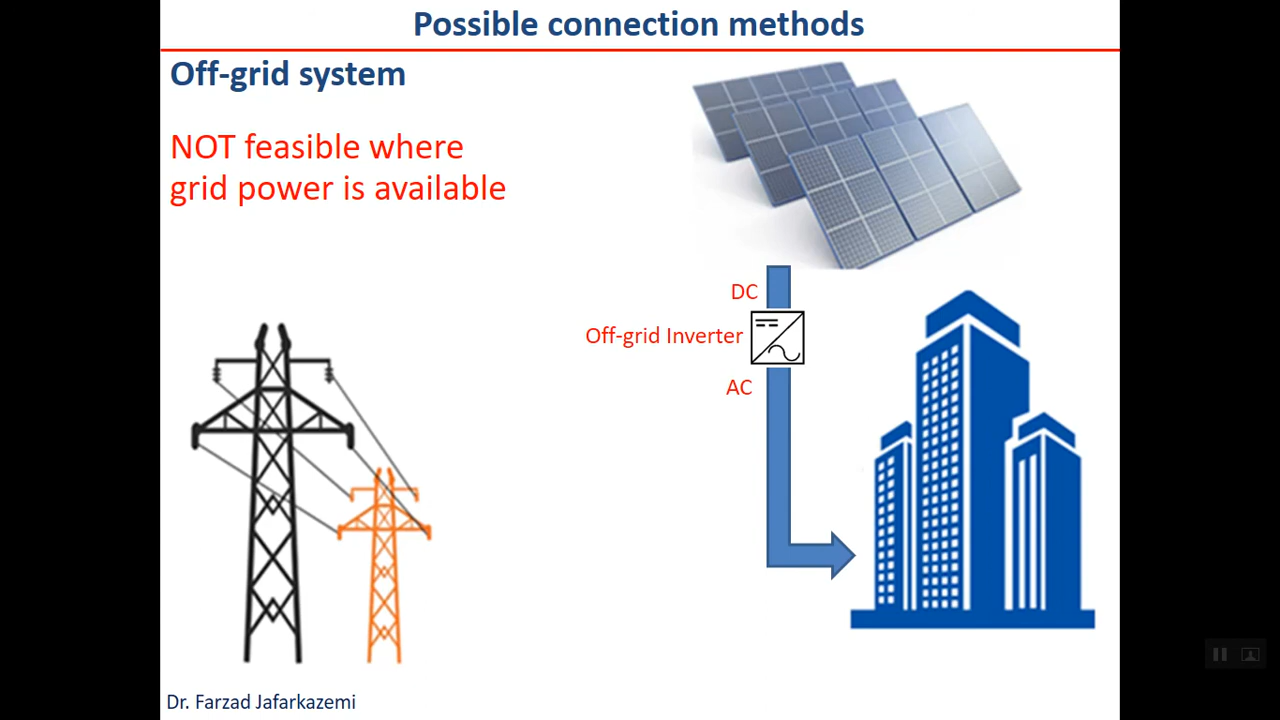 Possible connection methods
Off-grid system
NOT feasible where
grid power is available
DC
Off-grid Inverter
AC
Dr. Farzad Jafarkazemi